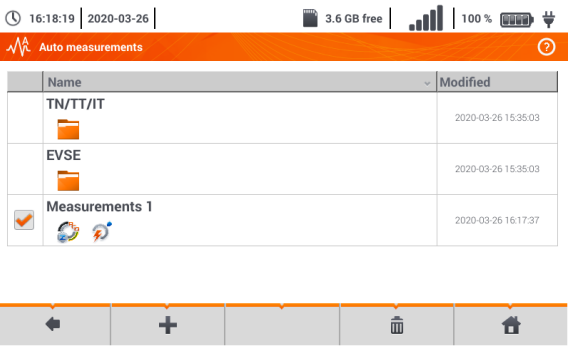 16:18:19 2020-03-26 3.6 GB free 100 %
Auto measurements ?
Name Modified
TN/TT/IT
2020-03-26 15:35:03
EVSE
2020-03-26 15:35:03
Measurements 1
2020-03-26 16:17:37